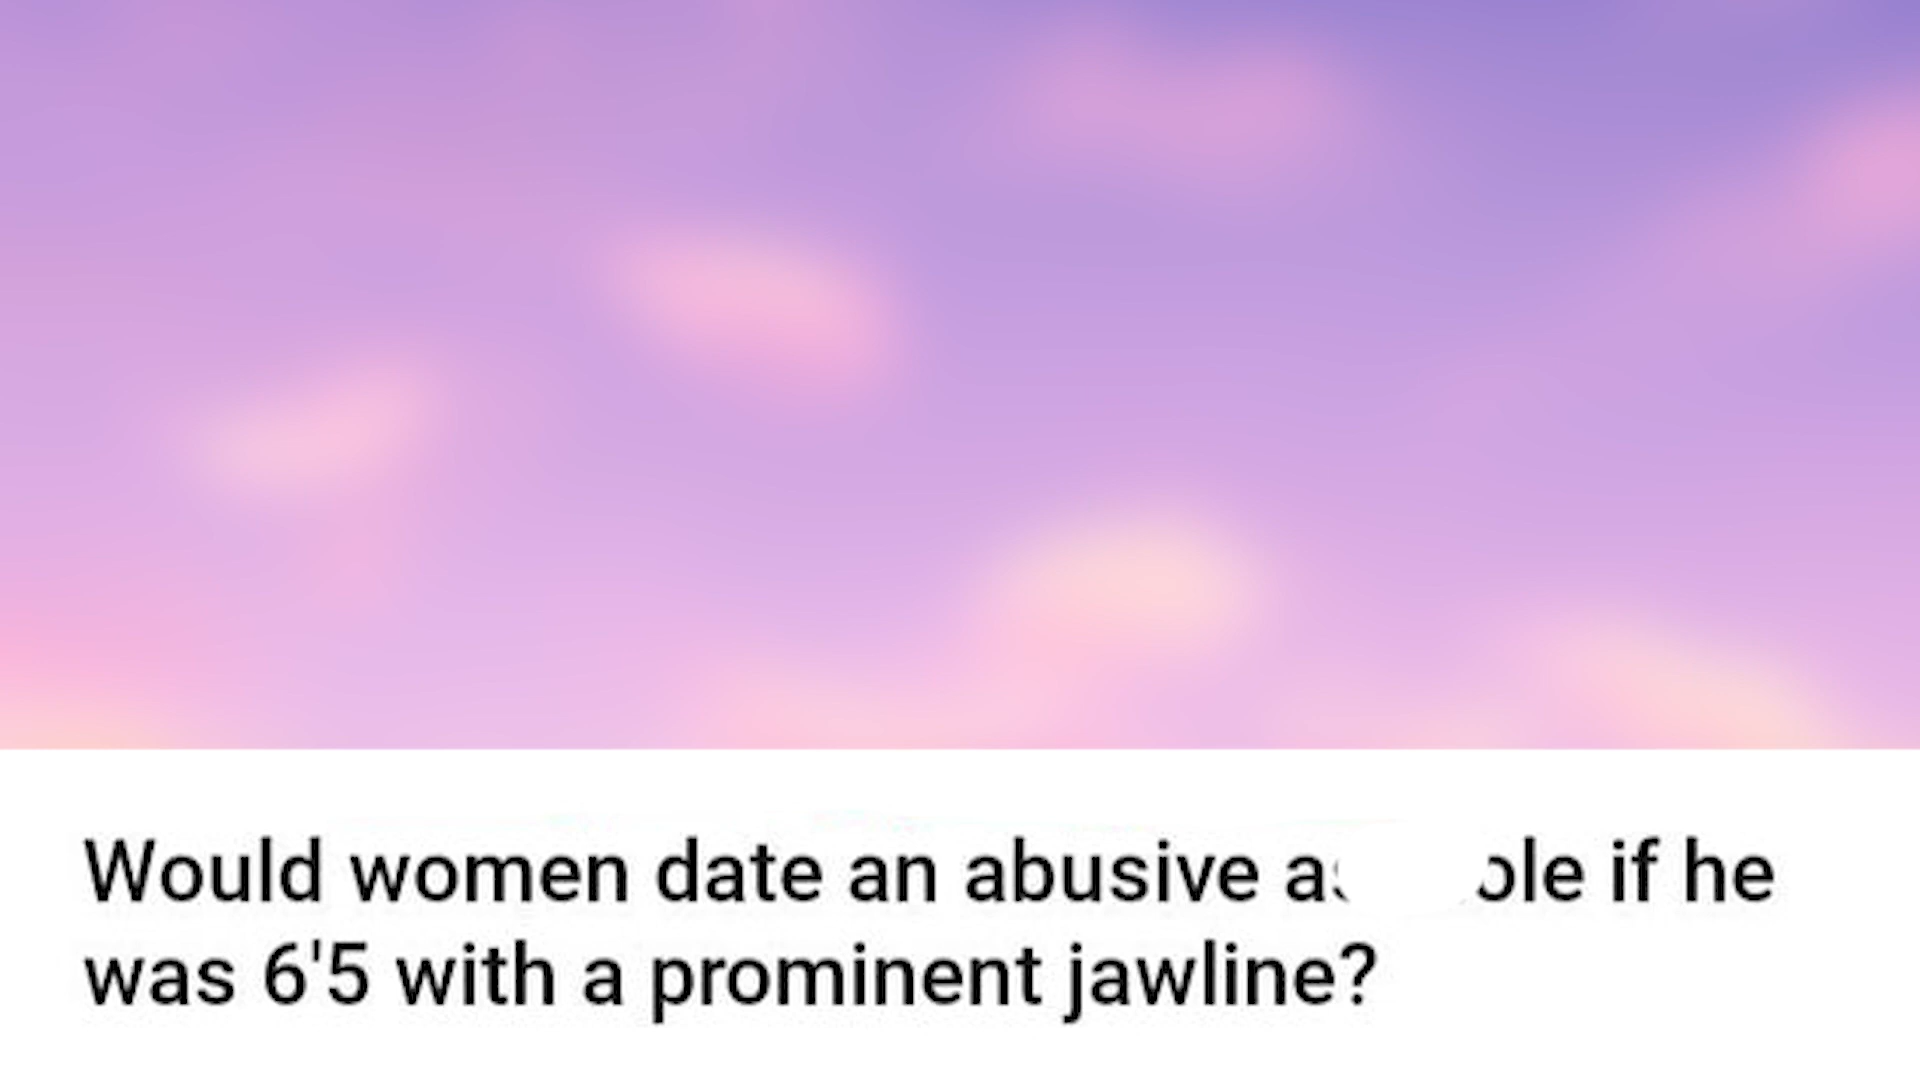 Would women date an abusive if he
was 6'5 with a prominent jawline?